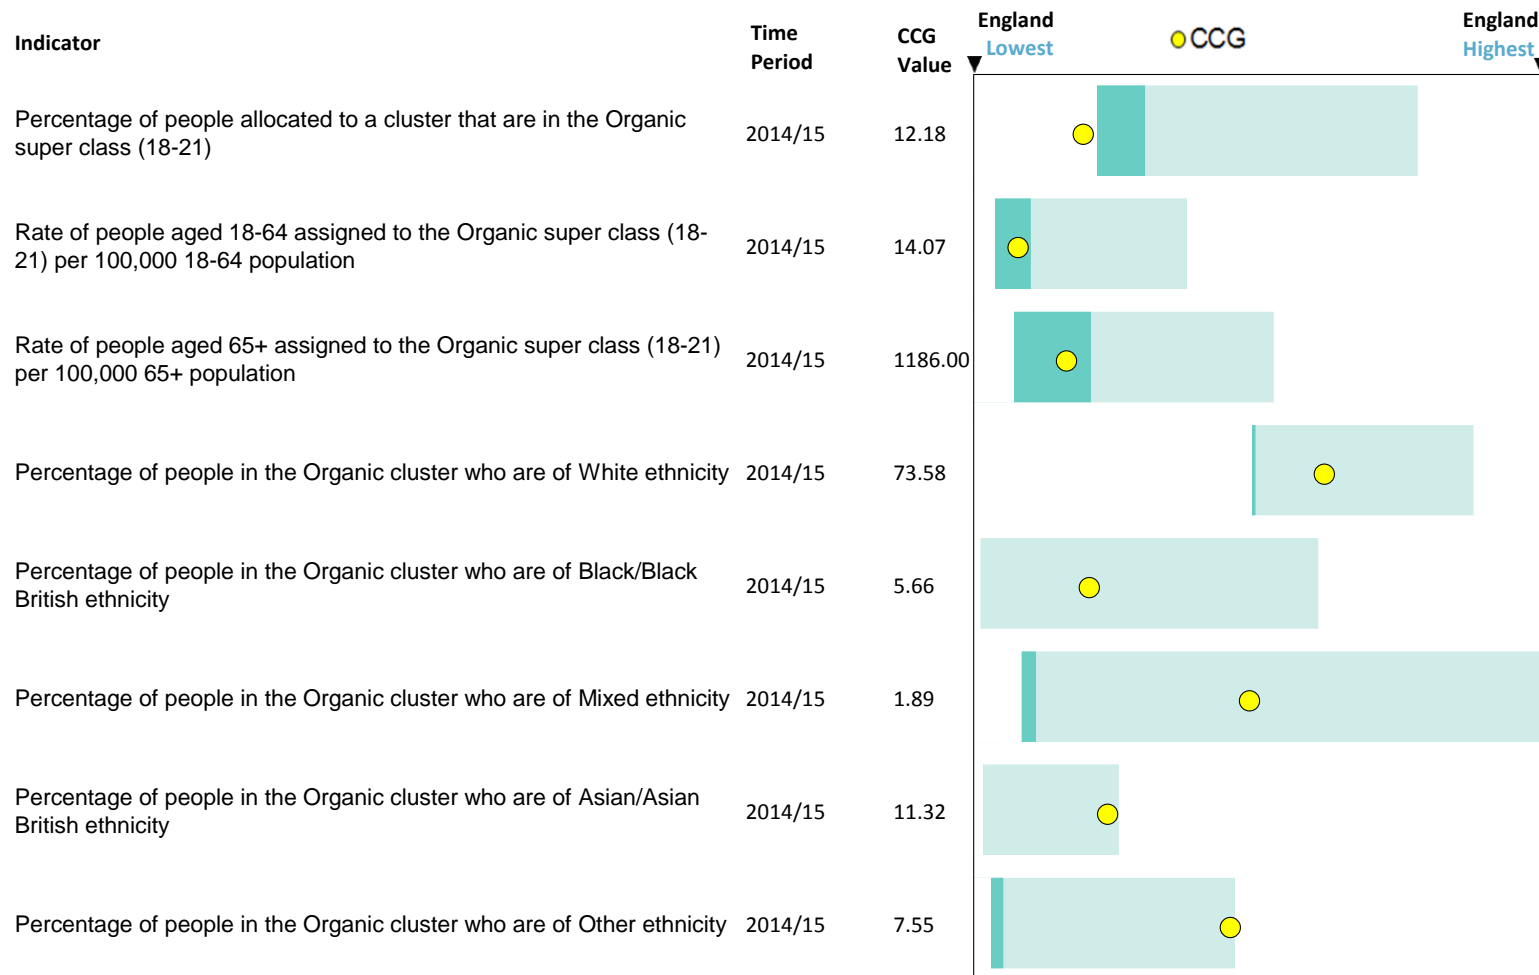 Indicator
Time
Period
CCG
Value
England
Lowest
CCG
England
Highest
Percentage of people allocated to a cluster that are in the Organic
super class (18-21)
2014/15
12.18
Rate of people aged 18-64 assigned to the Organic super class (18-
21) per 100,000 18-64 population
2014/15
14.07
Rate of people aged 65+ assigned to the Organic super class (18-21)
per 100,000 65+ population
2014/15
1186.00
Percentage of people in the Organic cluster who are of White ethnicity
2014/15
73.58
Percentage of people in the Organic cluster who are of Black/Black
British ethnicity
2014/15
5.66
Percentage of people in the Organic cluster who are of Mixed ethnicity
2014/15
1.89
Percentage of people in the Organic cluster who are of Asian/Asian
British ethnicity
2014/15
11.32
Percentage of people in the Organic cluster who are of Other ethnicity
2014/15
7.55